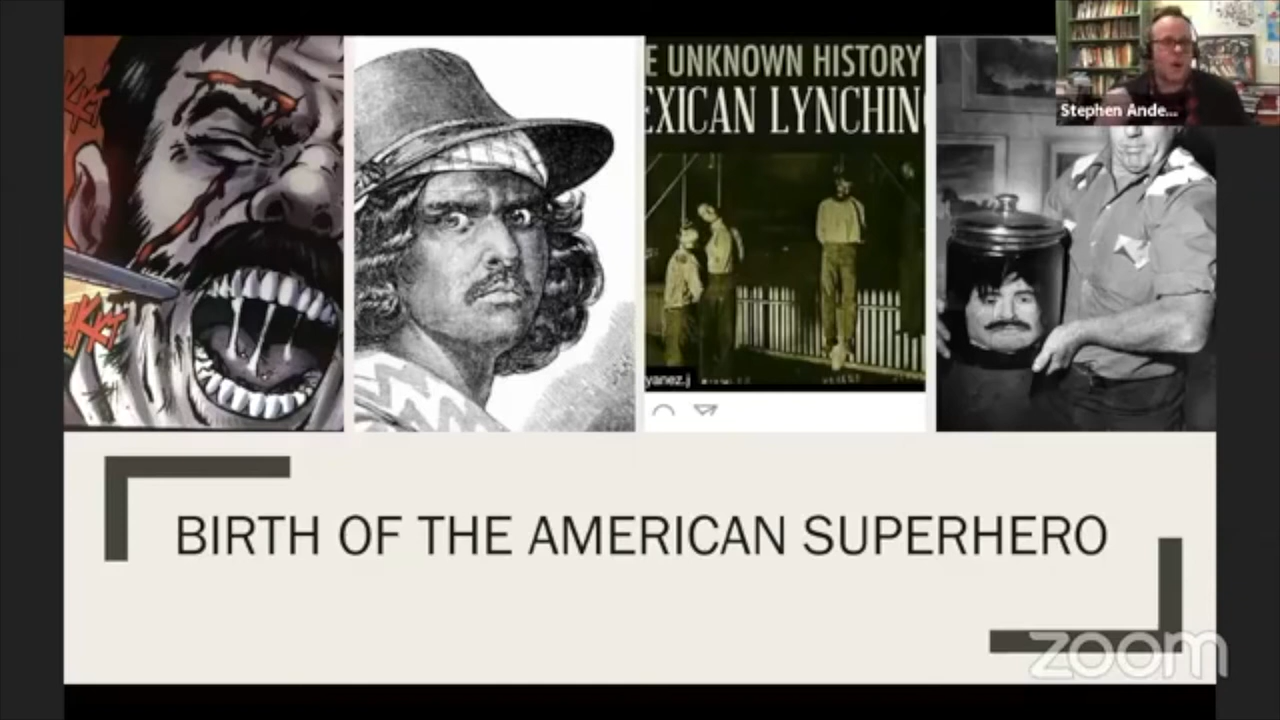 Stephen Ande...
E UNKNOWN HISTORY
EXICAN LYNCHIN
yanez.j
BIRTH OF THE AMERICAN SUPERHERO
zoom